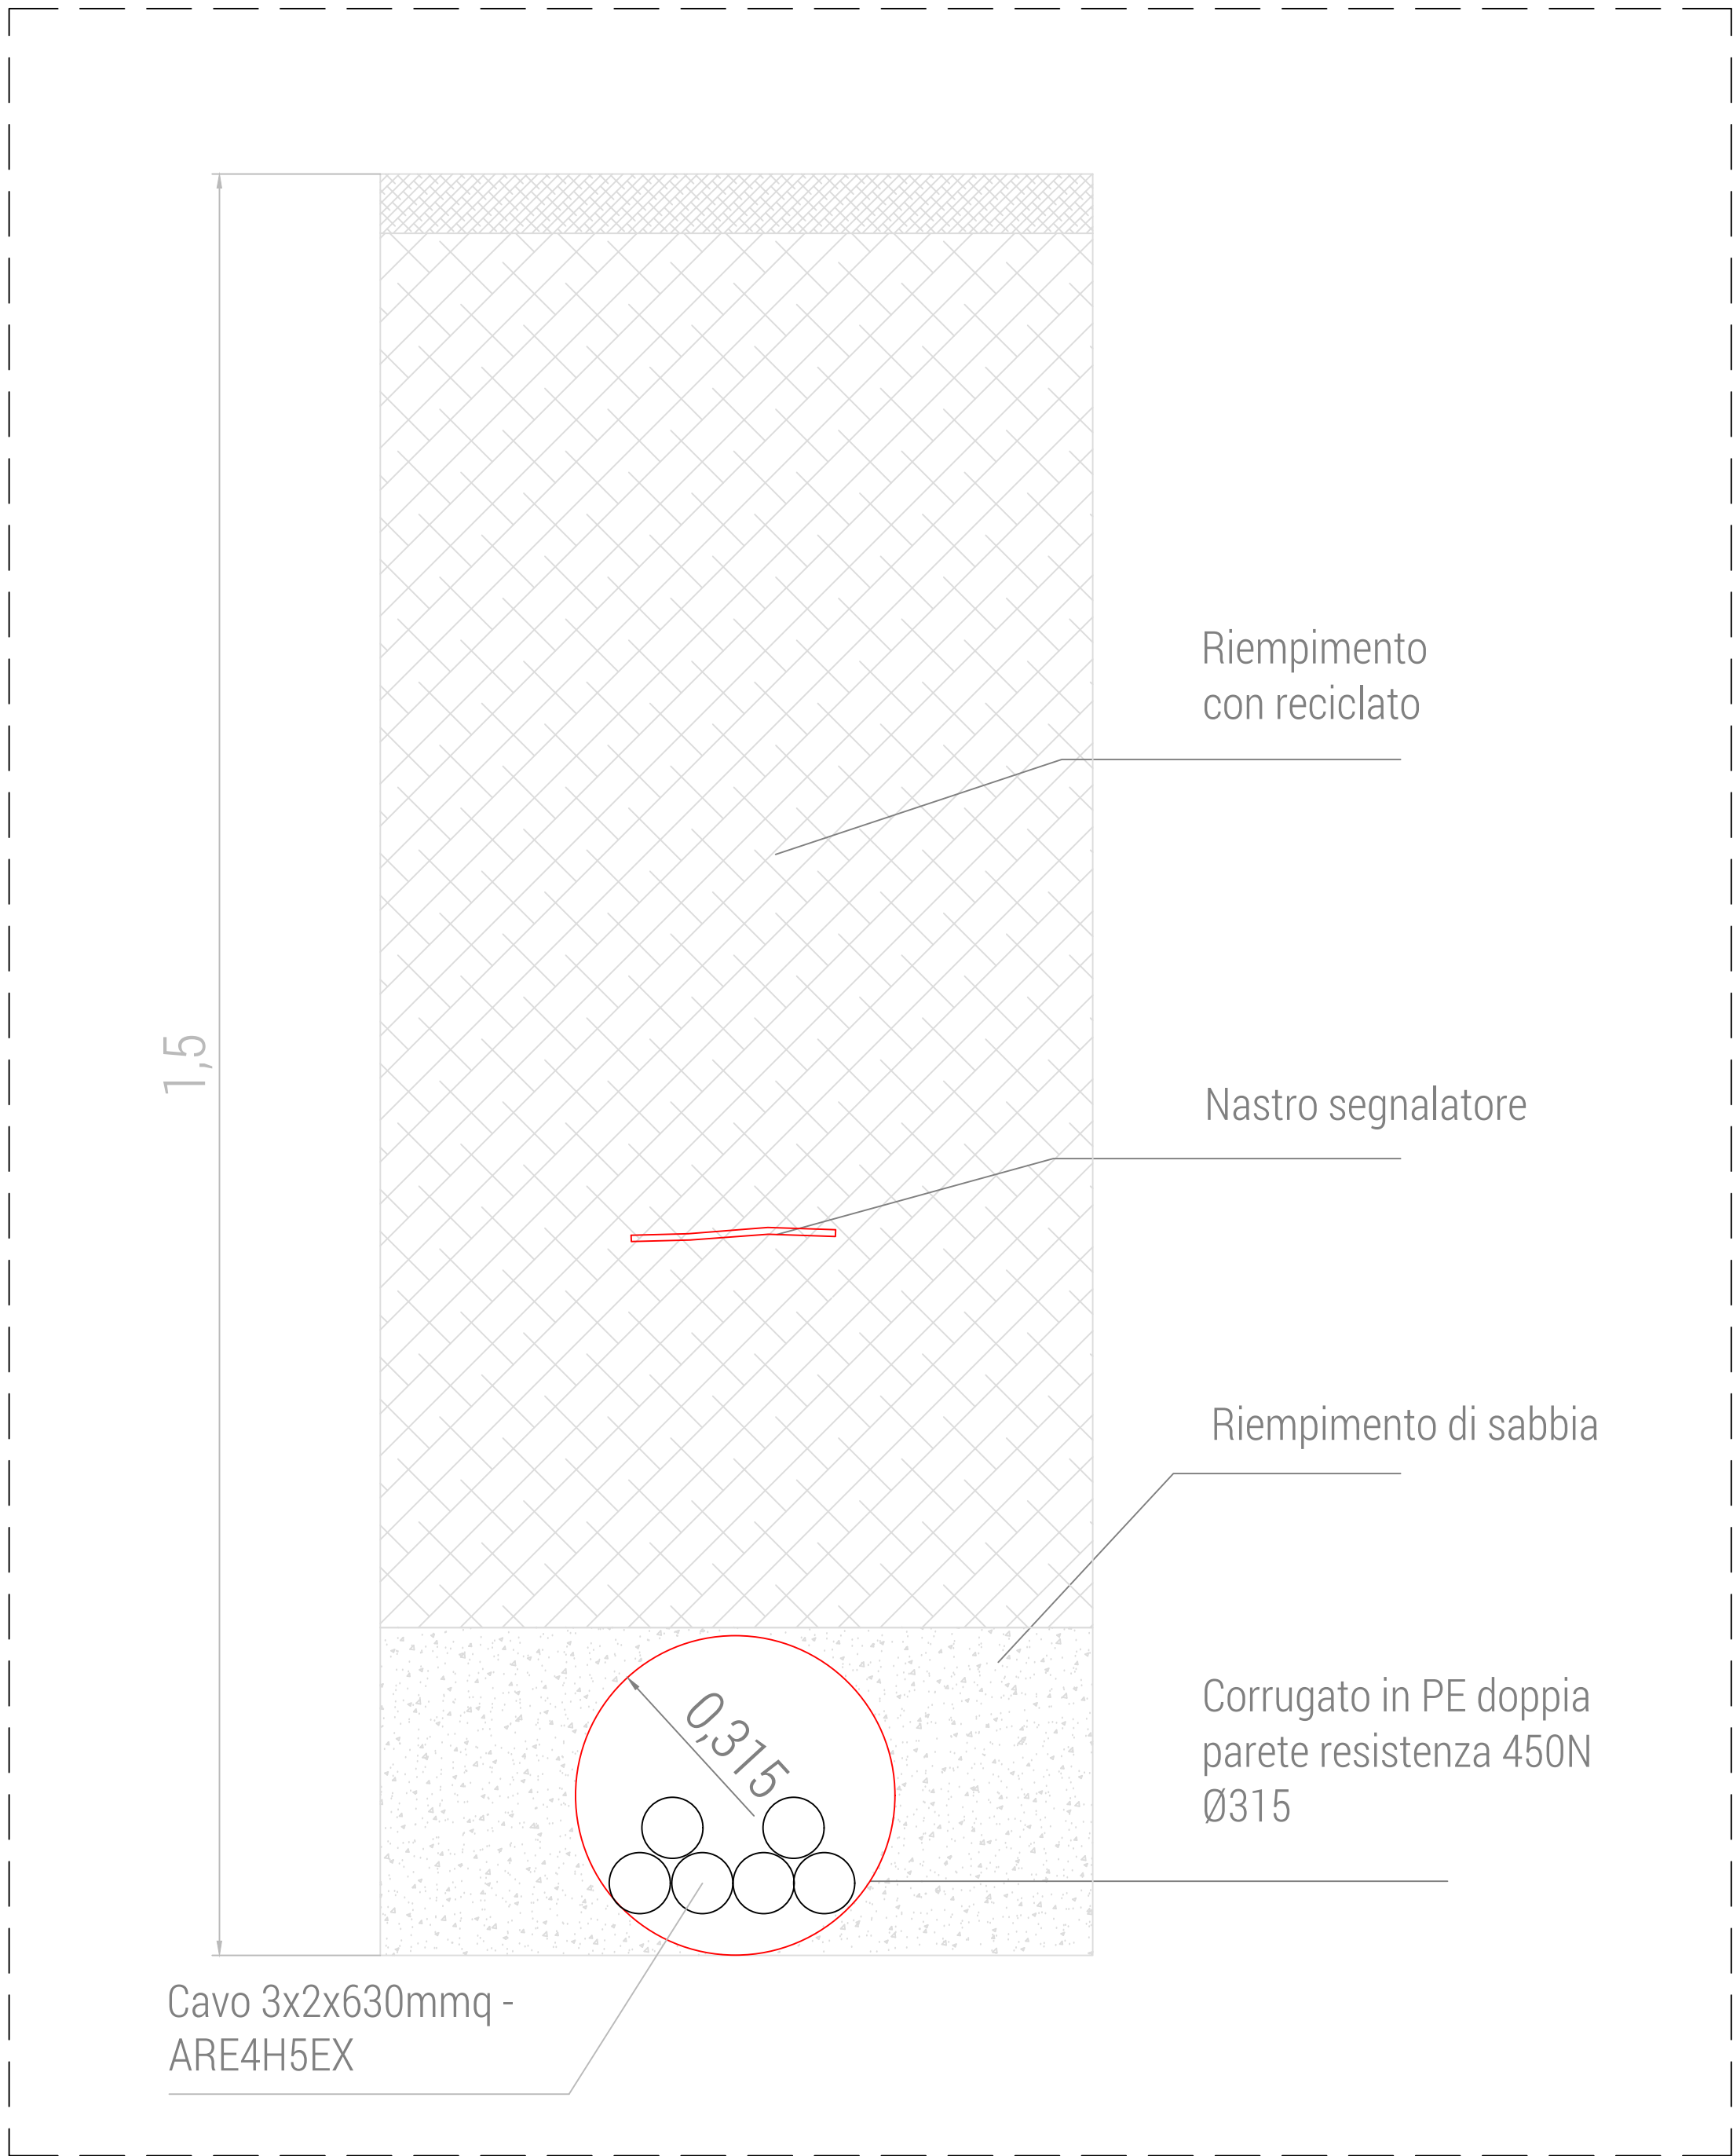 Riempimento
con reciclato
1,5
Nastro segnalatore
Riempimento di sabbia
0,315
Corrugato in PE doppia
parete resistenza 450N
Ø315
Cavo 3x2x630mmq -
ARE4H5EX